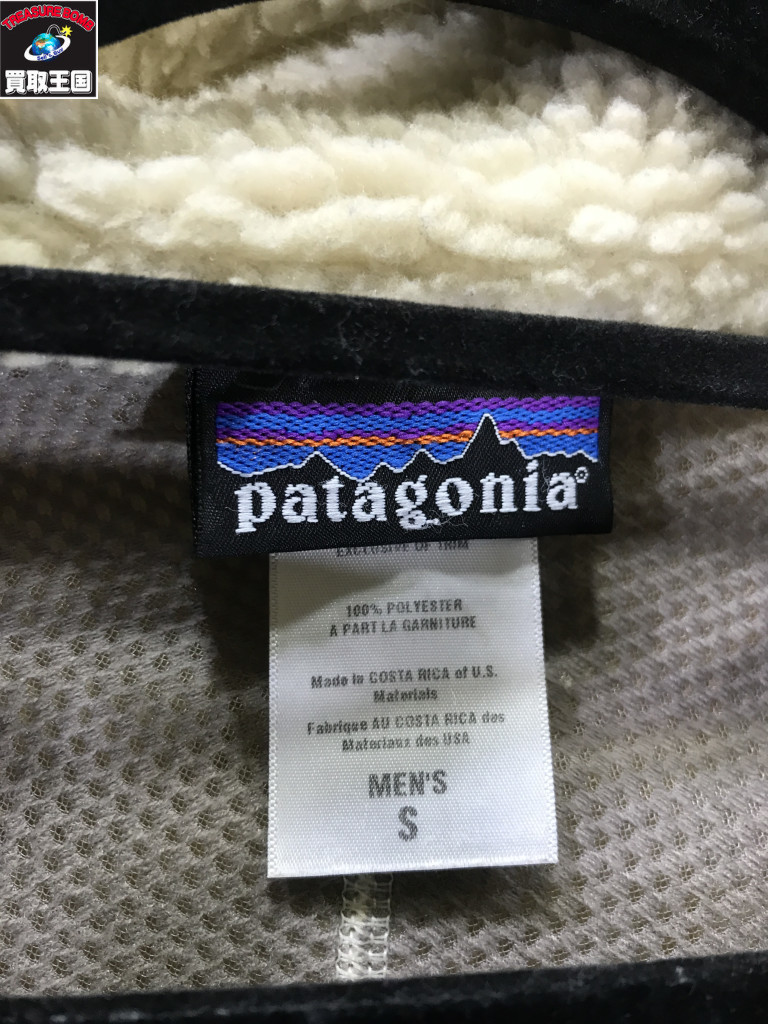 TREASURE BOMB
買取王国
patagonia®
EXCLUSIVE OF TRIM
100% POLYESTER
A PART LA GARNITURE
Made in COSTA RICA of U.S.
Materials
Fabrique AU COSTA RICA des
Materiaux des USA
MEN'S
S